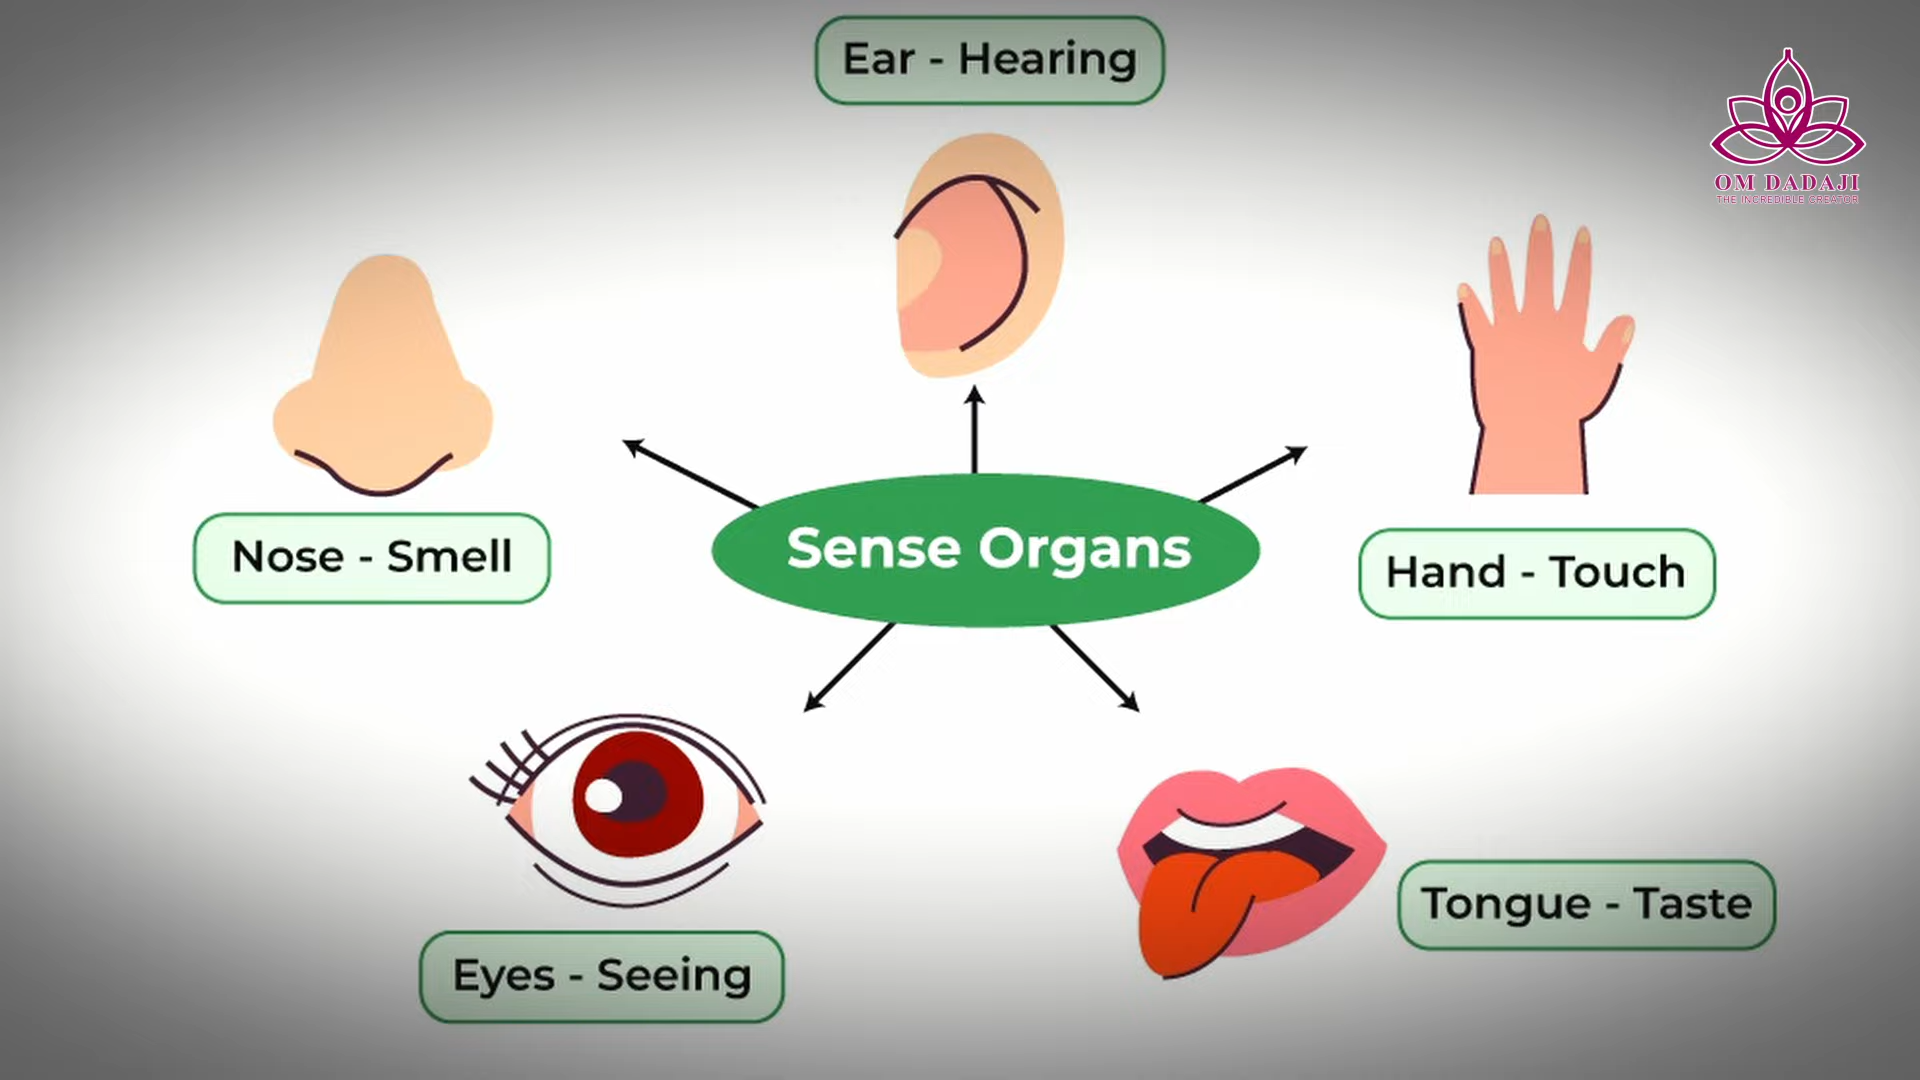 Ear - Hearing
OM DADAJI
THE INCREDIBLE CREATOR
Nose - Smell
Sense Organs
Hand - Touch
Eyes - Seeing
Tongue - Taste